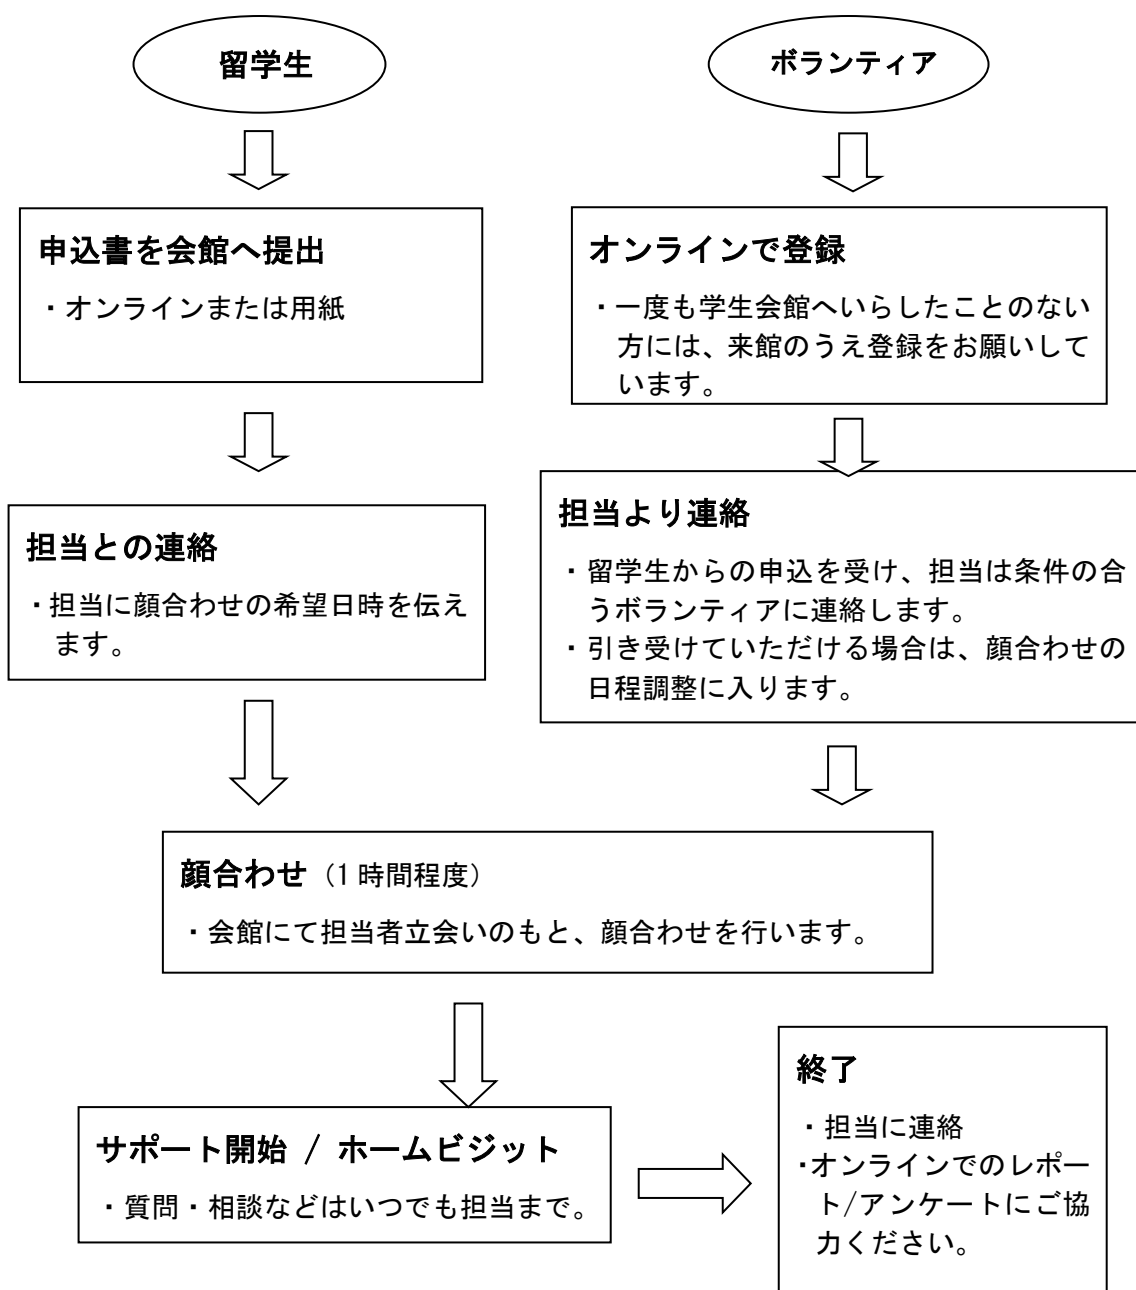 留学生
ボランティア
申込書を会館へ提出
・オンラインまたは用紙
オンラインで登録
・一度も学生会館へいらしたことのない
方には、来館のうえ登録をお願いして
います。
担当との連絡
・担当に顔合わせの希望日時を伝え
ます。
担当より連絡
・留学生からの申込を受け、担当は条件の合
うボランティアに連絡します。
・引き受けていただける場合は、顔合わせの
日程調整に入ります。
顔合わせ（1時間程度）
・会館にて担当者立会いのもと、顔合わせを行います。
サポート開始 / ホームビジット
・質問・相談などはいつでも担当まで。
終了
・担当に連絡
・オンラインでのレポー
ト/アンケートにご協
力ください。